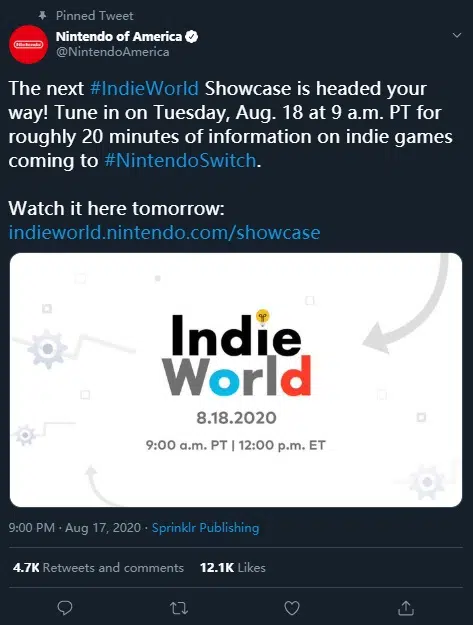 Pinned Tweet
Nintendo of America
@NintendoAmerica
Nintendo
The next #IndieWorld Showcase is headed your
way! Tune in on Tuesday, Aug. 18 at 9 a.m. PT for
roughly 20 minutes of information on indie games
coming to #NintendoSwitch.
Watch it here tomorrow:
indieworld.nintendo.com/showcase
Indie
World
8.18.2020
9:00 a.m. PT | 12:00 p.m. ET
9:00 PM · Aug 17, 2020 · Sprinklr Publishing
4.7K Retweets and comments 12.1K Likes